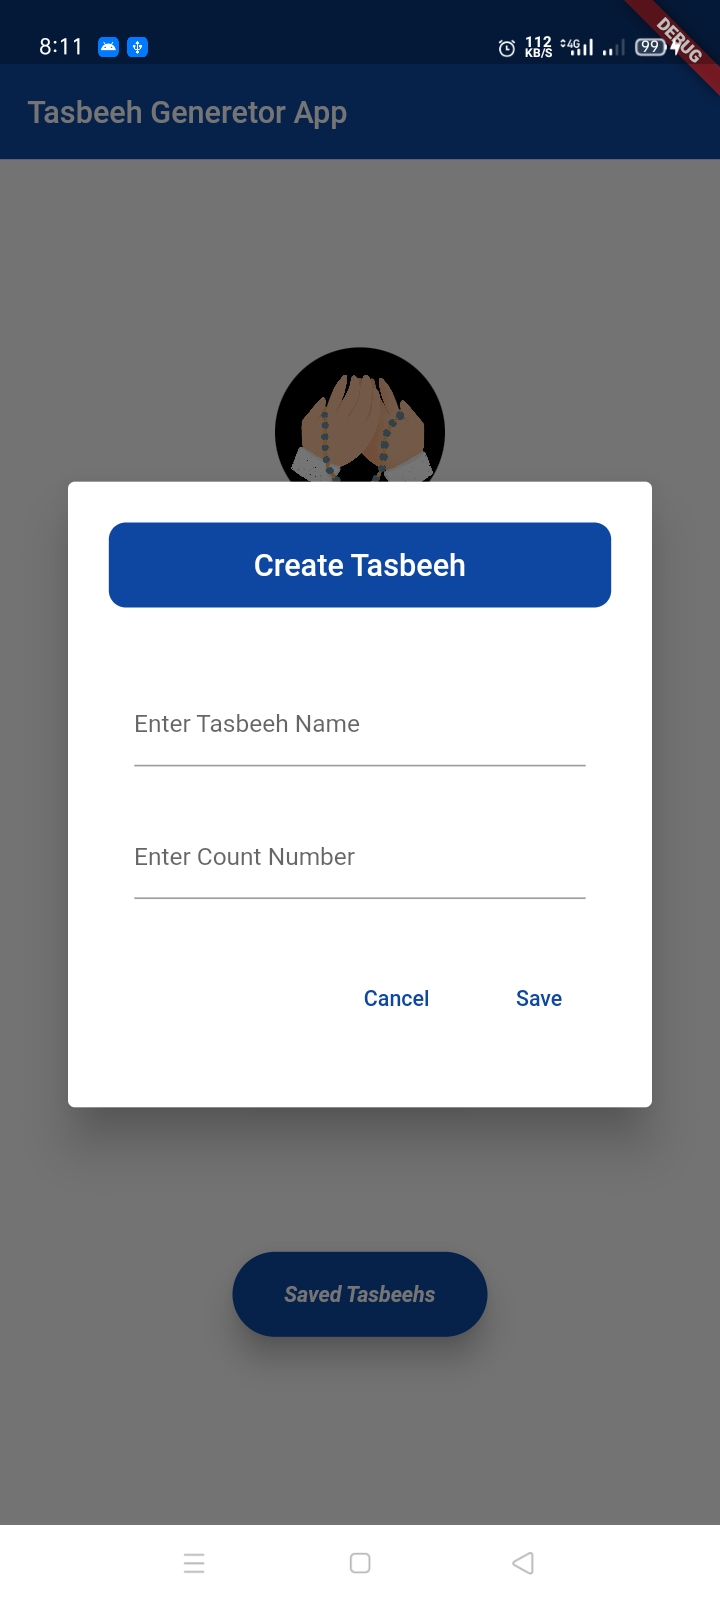 8:11
112
KB/S
4G
99
DEBUG
Tasbeeh Generetor App
Create Tasbeeh
Enter Tasbeeh Name
Enter Count Number
Cancel Save
Saved Tasbeehs